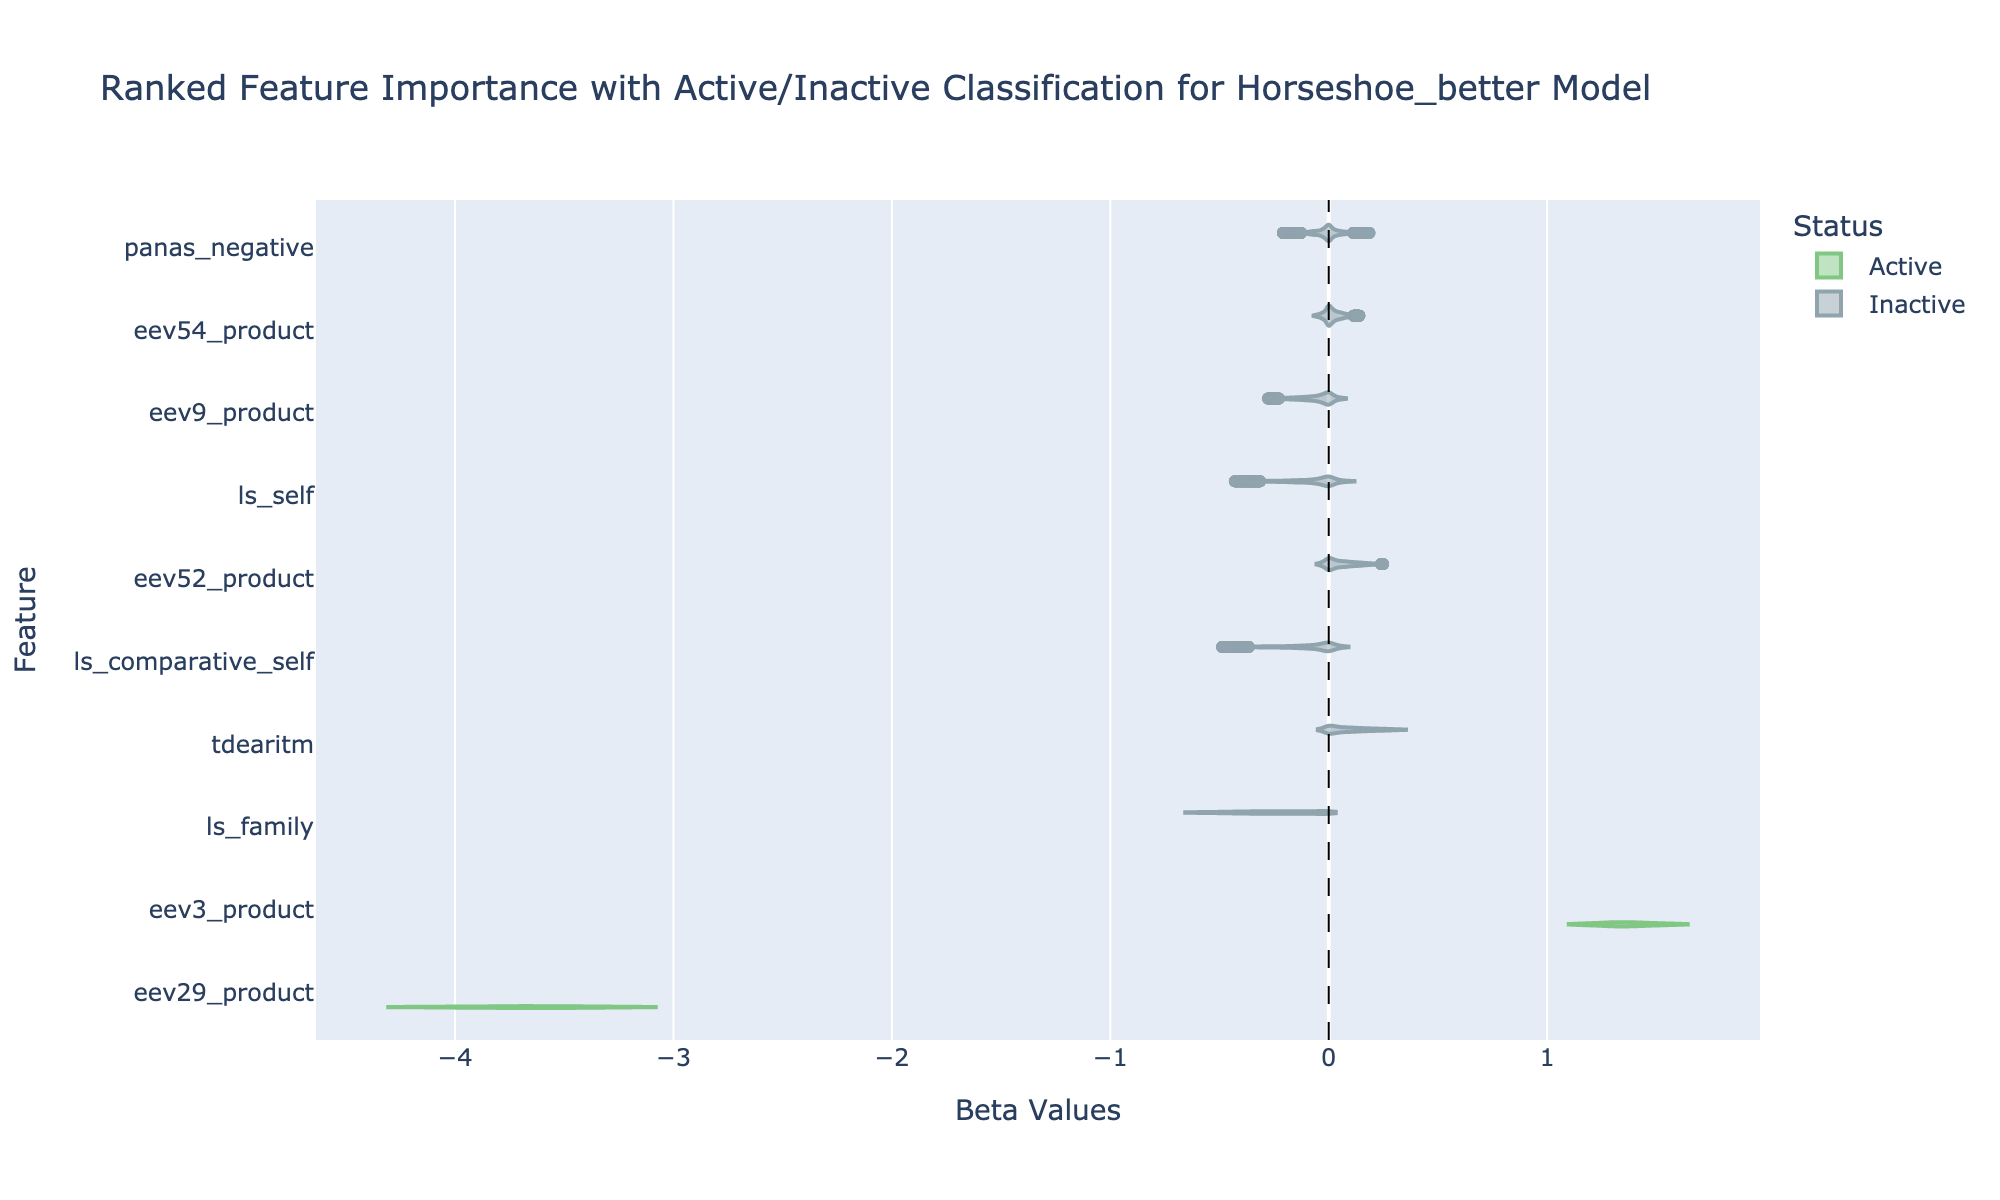 Ranked Feature Importance with Active/Inactive Classification for Horseshoe_better Model
Status
Active
Inactive
Feature
panas_negative
eev54_product
eev9_product
ls_self
eev52_product
ls_comparative_self
tdearitm
ls_family
eev3_product
eev29_product
−4 −3 −2 −1 0 1
Beta Values